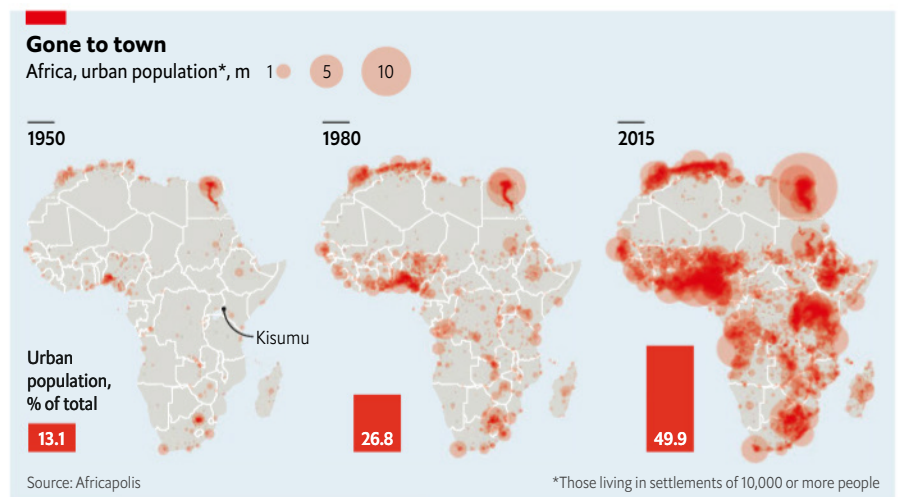 Gone to town
Africa, urban population*, m 1 5 10
1950
1980
2015
Kisumu
Urban
population,
% of total
13.1
26.8
49.9
Source: Africapolis
*Those living in settlements of 10,000 or more people